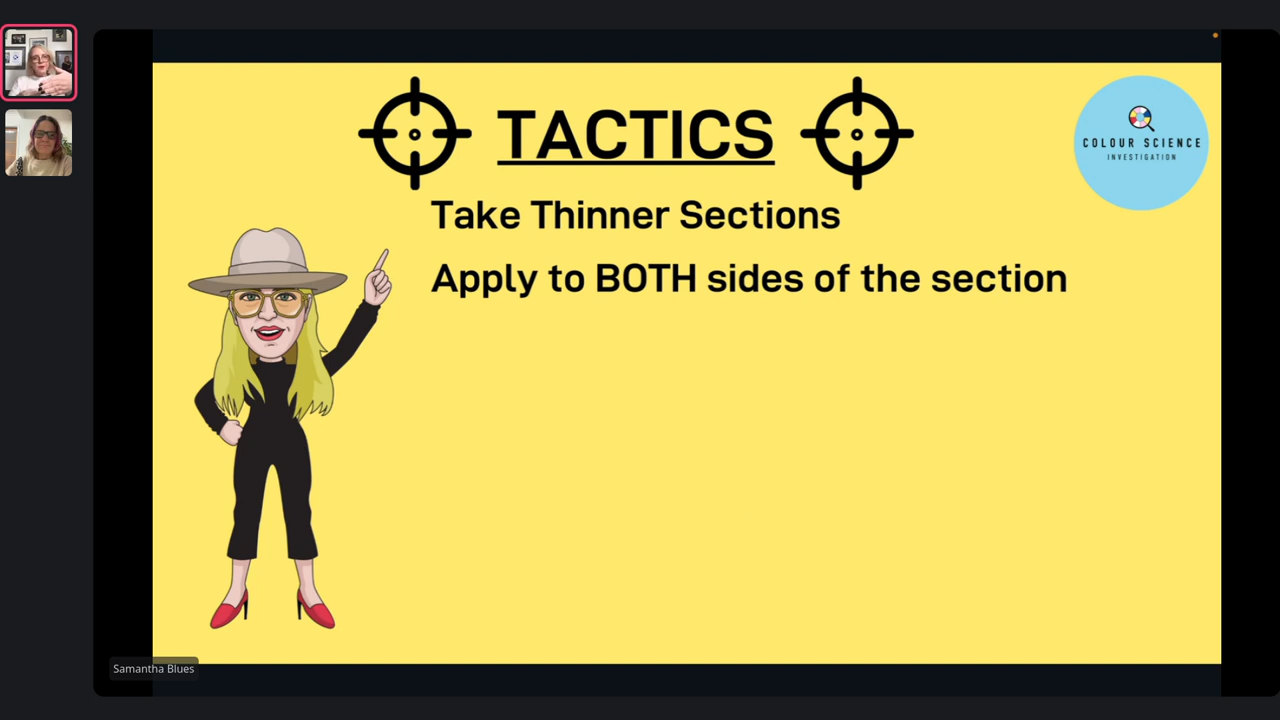 TACTICS
COLOUR SCIENCE
INVESTIGATION
Take Thinner Sections
Apply to BOTH sides of the section
Samantha Blues